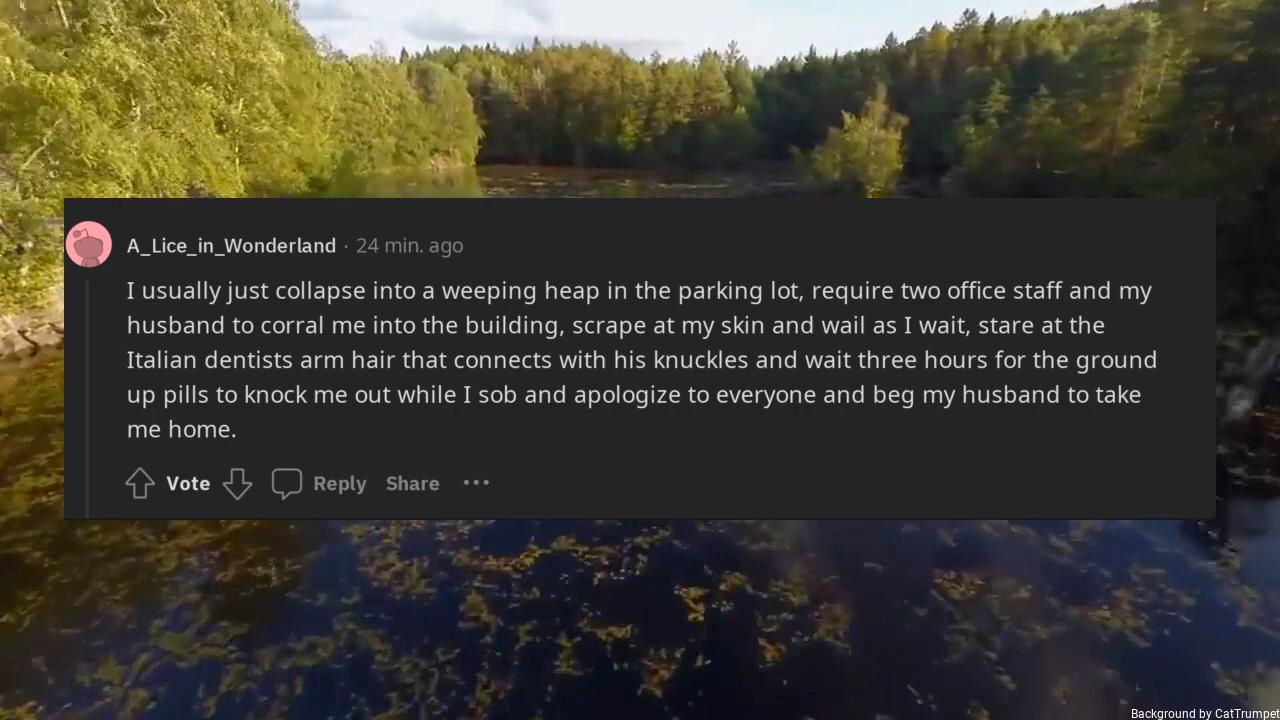 A_Lice_in_Wonderland · 24 min. ago
I usually just collapse into a weeping heap in the parking lot, require two office staff and my
husband to corral me into the building, scrape at my skin and wail as I wait, stare at the
Italian dentists arm hair that connects with his knuckles and wait three hours for the ground
up pills to knock me out while I sob and apologize to everyone and beg my husband to take
me home.
Vote Reply Share
Background by CatTrumpet